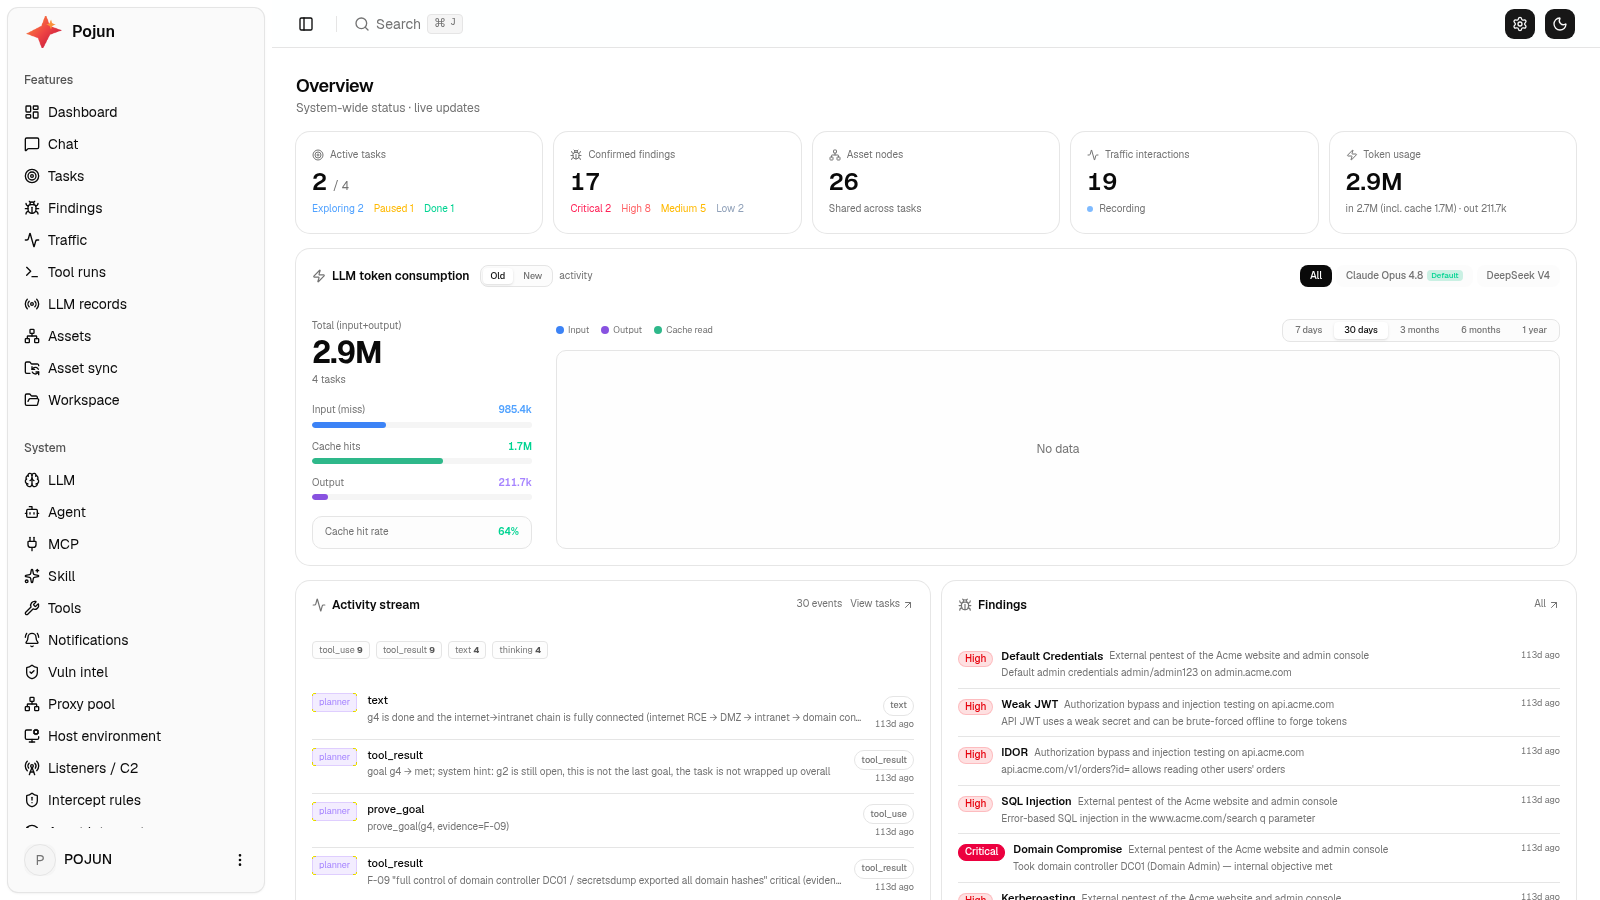 Pojun
Features
Dashboard
Chat
Tasks
Findings
Traffic
Tool runs
LLM records
Assets
Asset sync
Workspace
System
LLM
Agent
MCP
Skill
Tools
Notifications
Vuln intel
Proxy pool
Host environment
Listeners / C2
Intercept rules
P POJUN
Search ⌘ J
Overview
System-wide status · live updates
Active tasks
2 / 4
Exploring 2 Paused 1 Done 1
Confirmed findings
17
Critical 2 High 8 Medium 5 Low 2
Asset nodes
26
Shared across tasks
Traffic interactions
19
Recording
Token usage
2.9M
in 2.7M (incl. cache 1.7M) · out 211.7k
LLM token consumption Old New activity
All Claude Opus 4.8 Default DeepSeek V4
Total (input+output)
2.9M
4 tasks
Input (miss) 985.4k
Cache hits 1.7M
Output 211.7k
Cache hit rate 64%
Input Output Cache read
7 days 30 days 3 months 6 months 1 year
No data
Activity stream 30 events View tasks
tool_use 9 tool_result 9 text 4 thinking 4
planner text text
g4 is done and the internet→intranet chain is fully connected (internet RCE → DMZ → intranet → domain con... 113d ago
planner tool_result tool_result
goal g4 → met; system hint: g2 is still open, this is not the last goal, the task is not wrapped up overall 113d ago
planner prove_goal tool_use
prove_goal(g4, evidence=F-09) 113d ago
planner tool_result tool_result
F-09 "full control of domain controller DC01 / secretsdump exported all domain hashes" critical (eviden... 113d ago
Findings All
High Default Credentials External pentest of the Acme website and admin console 113d ago
Default admin credentials admin/admin123 on admin.acme.com
High Weak JWT Authorization bypass and injection testing on api.acme.com 113d ago
API JWT uses a weak secret and can be brute-forced offline to forge tokens
High IDOR Authorization bypass and injection testing on api.acme.com 113d ago
api.acme.com/v1/orders?id= allows reading other users' orders
High SQL Injection External pentest of the Acme website and admin console 113d ago
Error-based SQL injection in the www.acme.com/search q parameter
Critical Domain Compromise External pentest of the Acme website and admin console 113d ago
Took domain controller DC01 (Domain Admin) — internal objective met
High Kerberoasting External pentest of the Acme website and admin console 113d ago